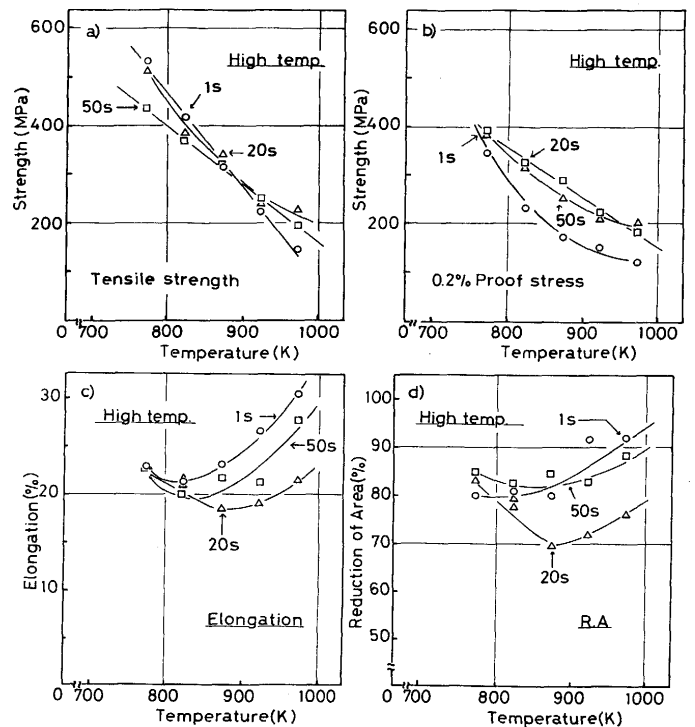 600
a)
High temp.
1s
50s
400
20s
Strength (MPa)
200
Tensile strength
0 700 800 900 1000
Temperature(K)
600
b)
High temp.
400
1s
20s
Strength (MPa)
50s
200
0.2% Proof stress
0 700 800 900 1000
Temperature(K)
30
c)
High temp.
1s
50s
20
Elongation(%)
20s
10
Elongation
0 700 800 900 1000
Temperature(K)
100
d)
High temp.
1s
90
80
50s
Reduction of Area(%)
70
20s
60
R.A
50
0 700 800 900 1000
Temperature(K)